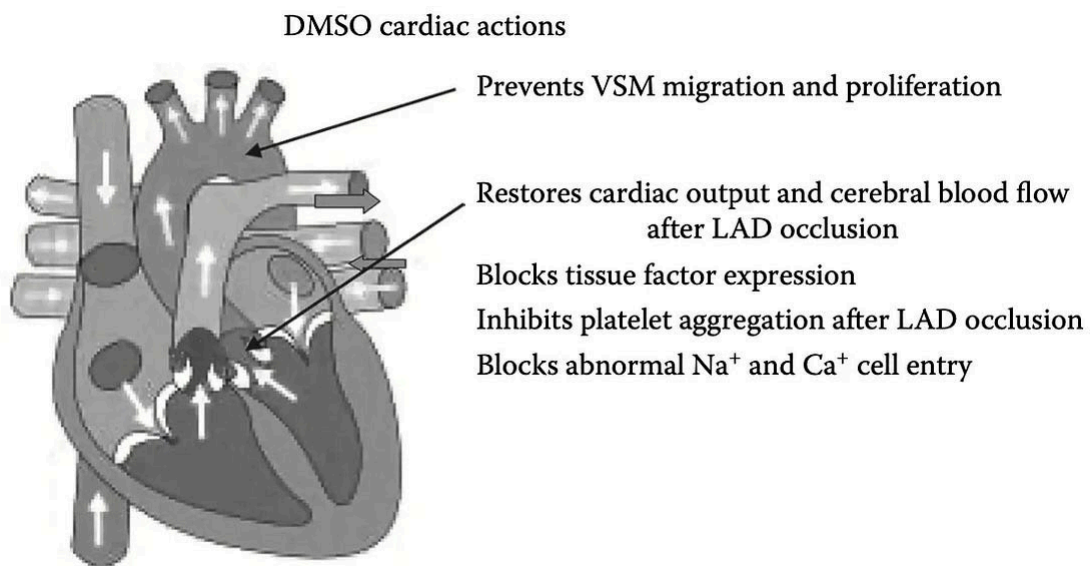 DMSO cardiac actions
Prevents VSM migration and proliferation
Restores cardiac output and cerebral blood flow
after LAD occlusion
Blocks tissue factor expression
Inhibits platelet aggregation after LAD occlusion
Blocks abnormal Na⁺ and Ca⁺ cell entry